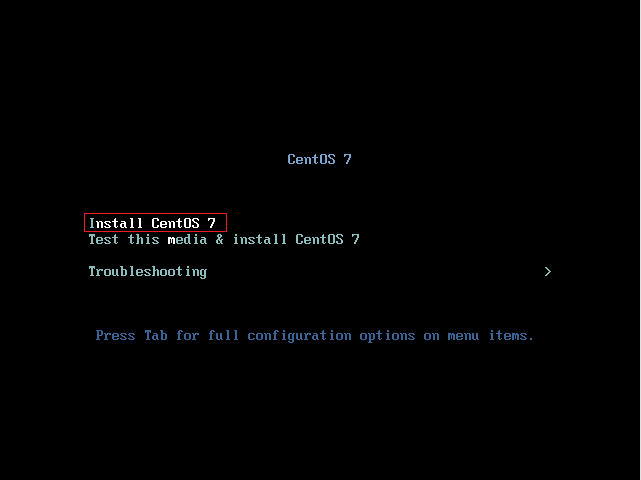 CentOS 7
Install CentOS 7
Test this media & install CentOS 7
Troubleshooting >
Press Tab for full configuration options on menu items.